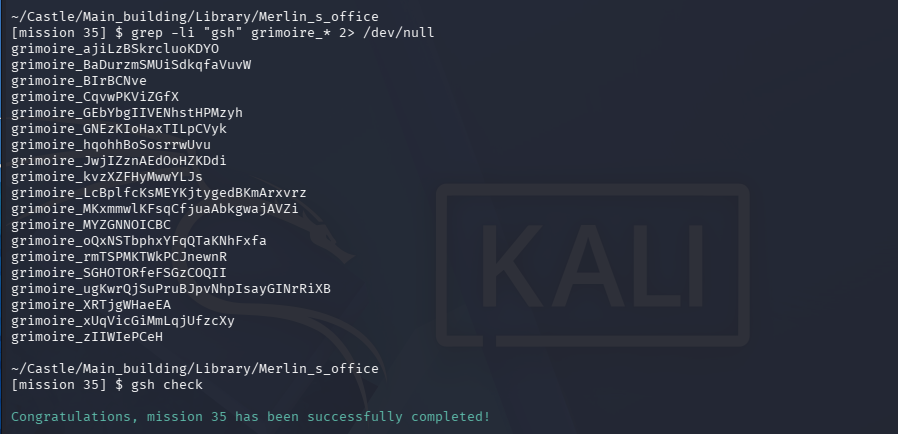 ~/Castle/Main_building/Library/Merlin_s_office
[mission 35] $ grep -li "gsh" grimoire_* 2> /dev/null
grimoire_ajiLzBSkrcluoKDYO
grimoire_BaDurzmSMUiSdkqfaVuvW
grimoire_BIrBCNve
grimoire_CqvwPKViZGfX
grimoire_GEbYbgIIVENhstHPMzyh
grimoire_GNEzKIoHaxTILpCVyk
grimoire_hqohhBoSosrrwUvu
grimoire_JwjIZznAEdOoHZKDdi
grimoire_kvzXZFHyMwwYLJs
grimoire_LcBplfcKsMEYKjtygedBKmArxvrz
grimoire_MKxmmwlKFsqCfjuaAbkgwajAVZi
grimoire_MYZGNNOICBC
grimoire_oQxNSTbphxYFqQTaKNhFxfa
grimoire_rmTSPMKTWkPCJnewnR
grimoire_SGHOTORfeFSGzCOQII
grimoire_ugKwrQjSuPruBJpvNhpIsayGINrRiXB
grimoire_XRTjgWHaeEA
grimoire_xUqVicGiMmLqjUfzcXy
grimoire_zIIWIePCeH
~/Castle/Main_building/Library/Merlin_s_office
[mission 35] $ gsh check
Congratulations, mission 35 has been successfully completed!
KALI